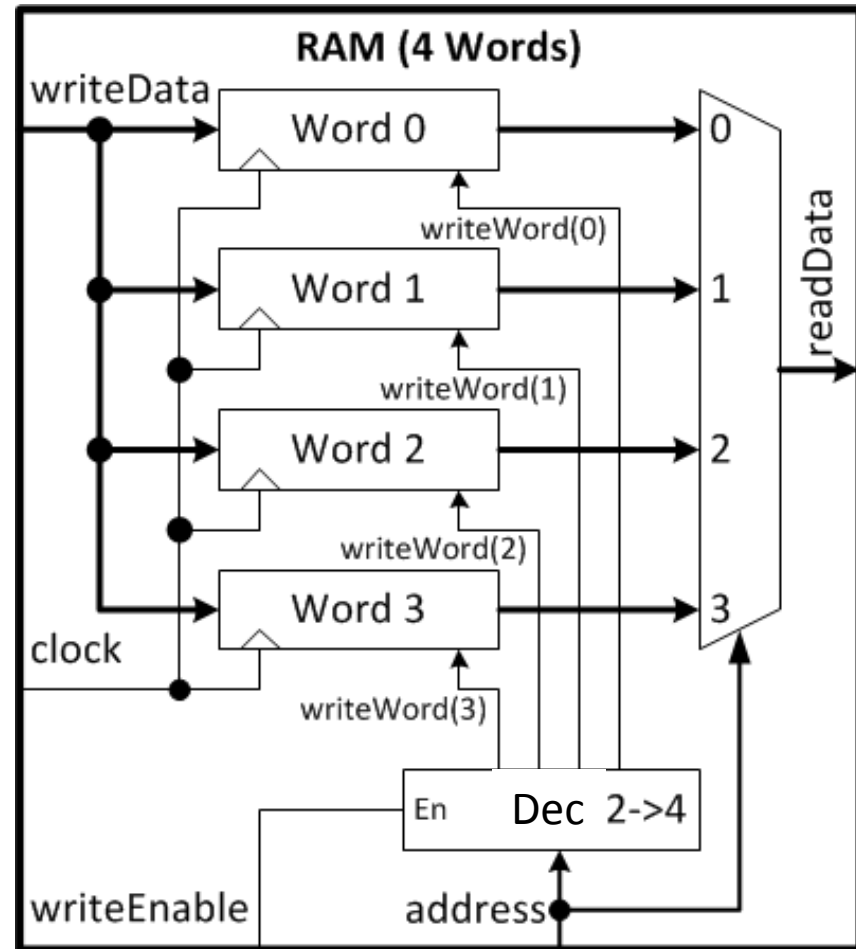 RAM (4 Words)
writeData
Word 0
0
writeWord(0)
readData
Word 1
1
writeWord(1)
Word 2
2
writeWord(2)
Word 3
3
clock
writeWord(3)
En Dec 2->4
writeEnable
address